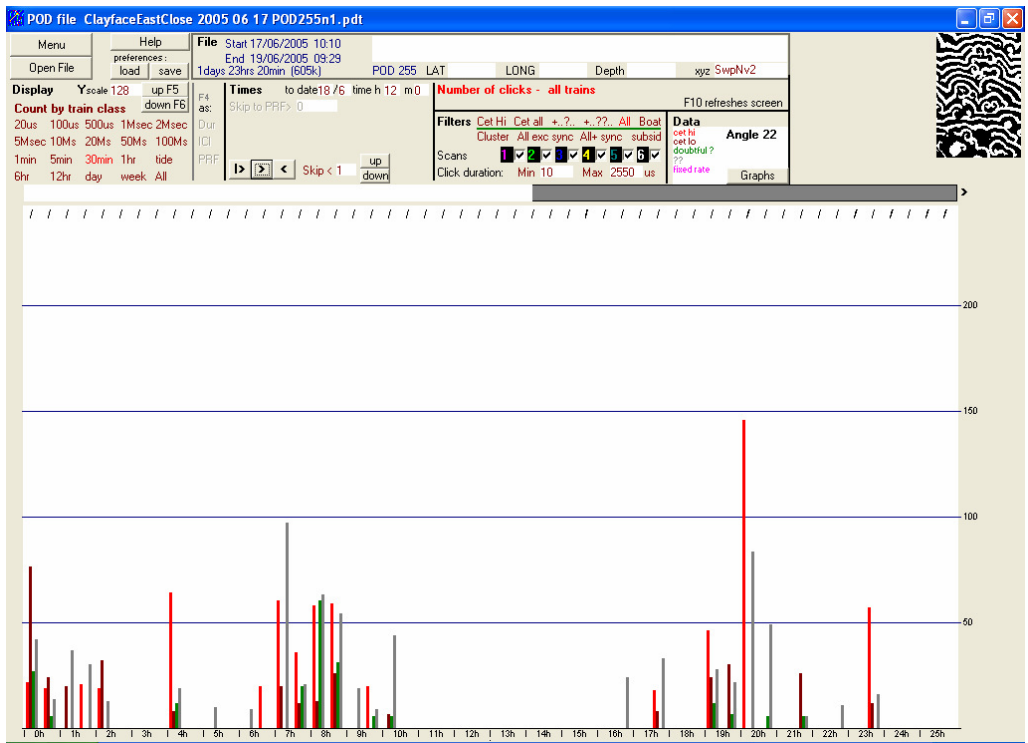 POD file ClayfaceEastClose 2005 06 17 POD255n1.pdt
Menu
Help
Open File
preferences:
load save
File Start 17/06/2005 10:10
End 19/06/2005 09:29
1days 23hrs 20min (605k) POD 255 LAT LONG Depth xyz SwpNv2
Display Yscale 128 up F5
Count by train class down F6
20us 100us 500us 1Msec 2Msec
5Msec 10Ms 20Ms 50Ms 100Ms
1min 5min 30min 1hr tide
6hr 12hr day week All
F4
as:
Dur
ICI
PRF
Times to date 18 /6 time h 12 m 0
Skip to PRF> 0
I> > < Skip < 1 up
down
Number of clicks - all trains
F10 refreshes screen
Filters Cet Hi Cet all +..?.. +..??.. All Boat
Cluster All exc sync All+ sync subsid
Scans 1 2 3 4 5 6
Click duration: Min 10 Max 2550 us
Data
cet hi
cet lo
doubtful ?
??
fixed rate
Angle 22
Graphs
>
200
150
100
50
0h 1h 2h 3h 4h 5h 6h 7h 8h 9h 10h 11h 12h 13h 14h 15h 16h 17h 18h 19h 20h 21h 22h 23h 24h 25h